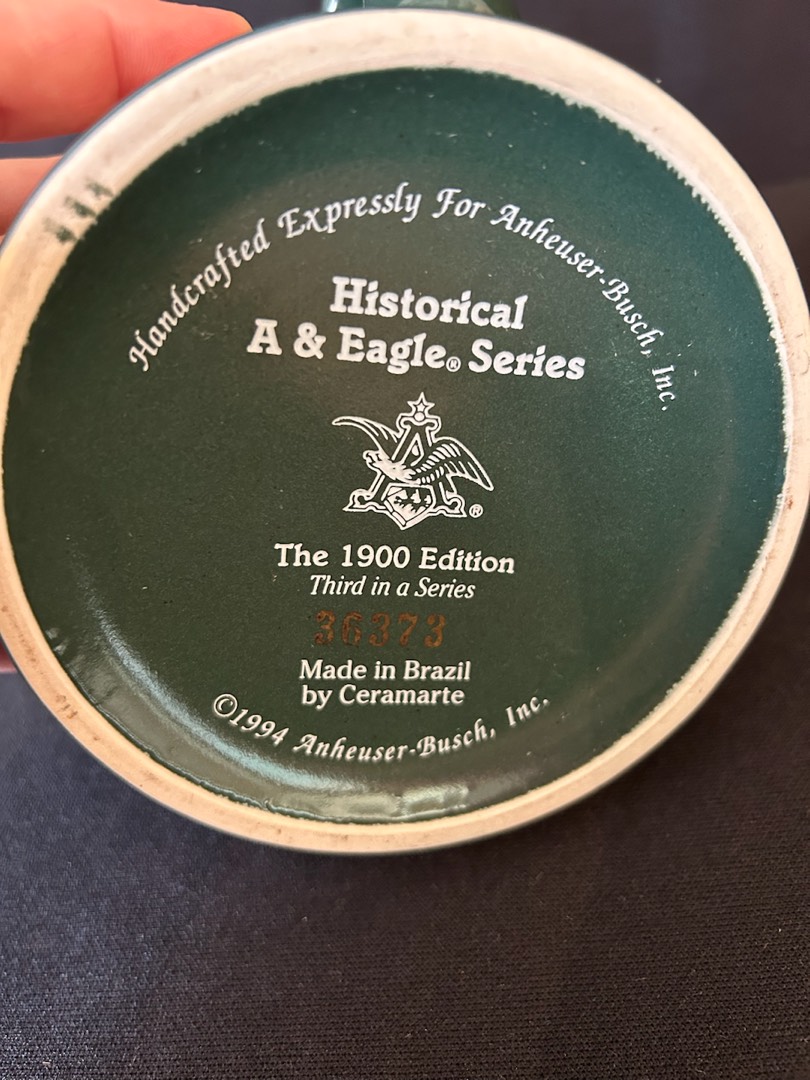 Handcrafted Expressly For Anheuser-Busch, Inc.
Historical
A & Eagle® Series
A
®
The 1900 Edition
Third in a Series
36373
Made in Brazil
by Ceramarte
©1994 Anheuser-Busch, Inc.